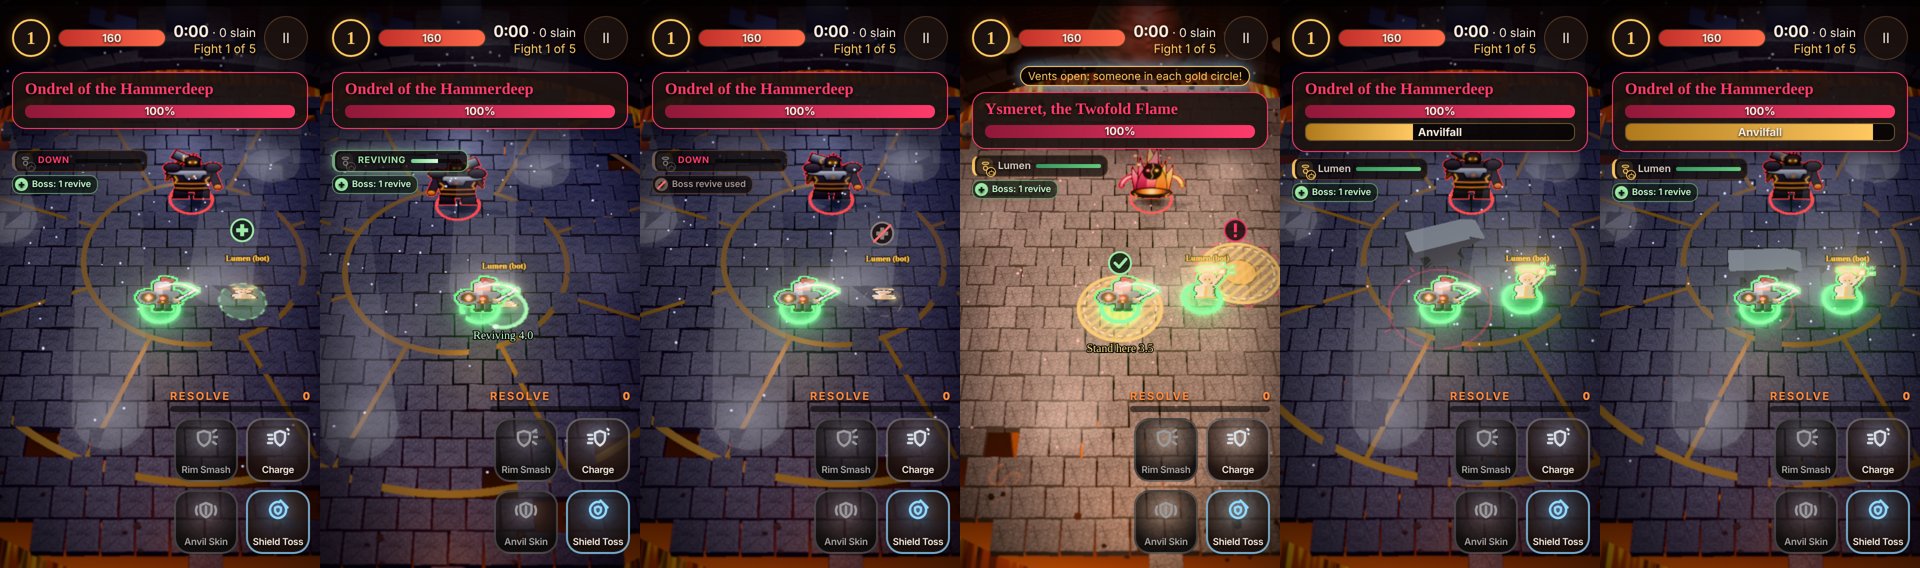 1
160
0:00 · 0 slain
Fight 1 of 5
Ondrel of the Hammerdeep
100%
DOWN
Boss: 1 revive
Lumen (bot)
RESOLVE
0
Rim Smash
Charge
Anvil Skin
Shield Toss
1
160
0:00 · 0 slain
Fight 1 of 5
Ondrel of the Hammerdeep
100%
REVIVING
Boss: 1 revive
Lumen (bot)
Reviving 4.0
RESOLVE
0
Rim Smash
Charge
Anvil Skin
Shield Toss
1
160
0:00 · 0 slain
Fight 1 of 5
Ondrel of the Hammerdeep
100%
DOWN
Boss revive used
Lumen (bot)
RESOLVE
0
Rim Smash
Charge
Anvil Skin
Shield Toss
1
160
0:00 · 0 slain
Fight 1 of 5
Vents open: someone in each gold circle!
Ysmeret, the Twofold Flame
100%
Lumen
Boss: 1 revive
Lumen (bot)
Stand here 3.5
RESOLVE
0
Rim Smash
Charge
Anvil Skin
Shield Toss
1
160
0:00 · 0 slain
Fight 1 of 5
Ondrel of the Hammerdeep
100%
Anvilfall
Lumen
Boss: 1 revive
Lumen (bot)
RESOLVE
0
Rim Smash
Charge
Anvil Skin
Shield Toss
1
160
0:00 · 0 slain
Fight 1 of 5
Ondrel of the Hammerdeep
100%
Anvilfall
Lumen
Boss: 1 revive
Lumen (bot)
RESOLVE
0
Rim Smash
Charge
Anvil Skin
Shield Toss